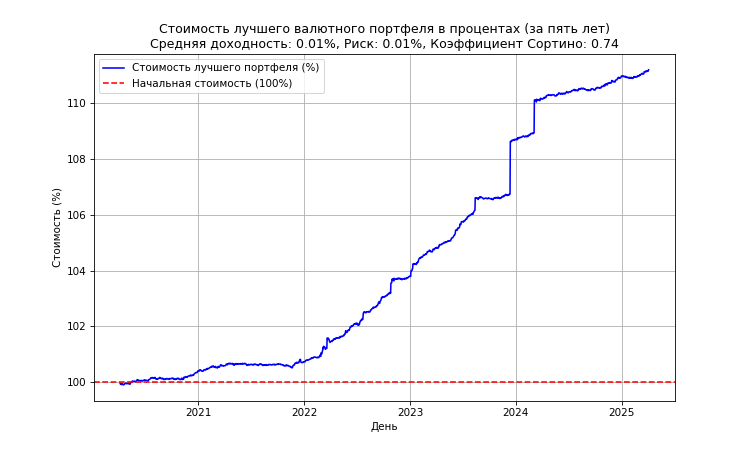 Стоимость лучшего валютного портфеля в процентах (за пять лет)
Средняя доходность: 0.01%, Риск: 0.01%, Коэффициент Сортино: 0.74
Стоимость лучшего портфеля (%)
Начальная стоимость (100%)
Стоимость (%)
110
108
106
104
102
100
2021 2022 2023 2024 2025
День